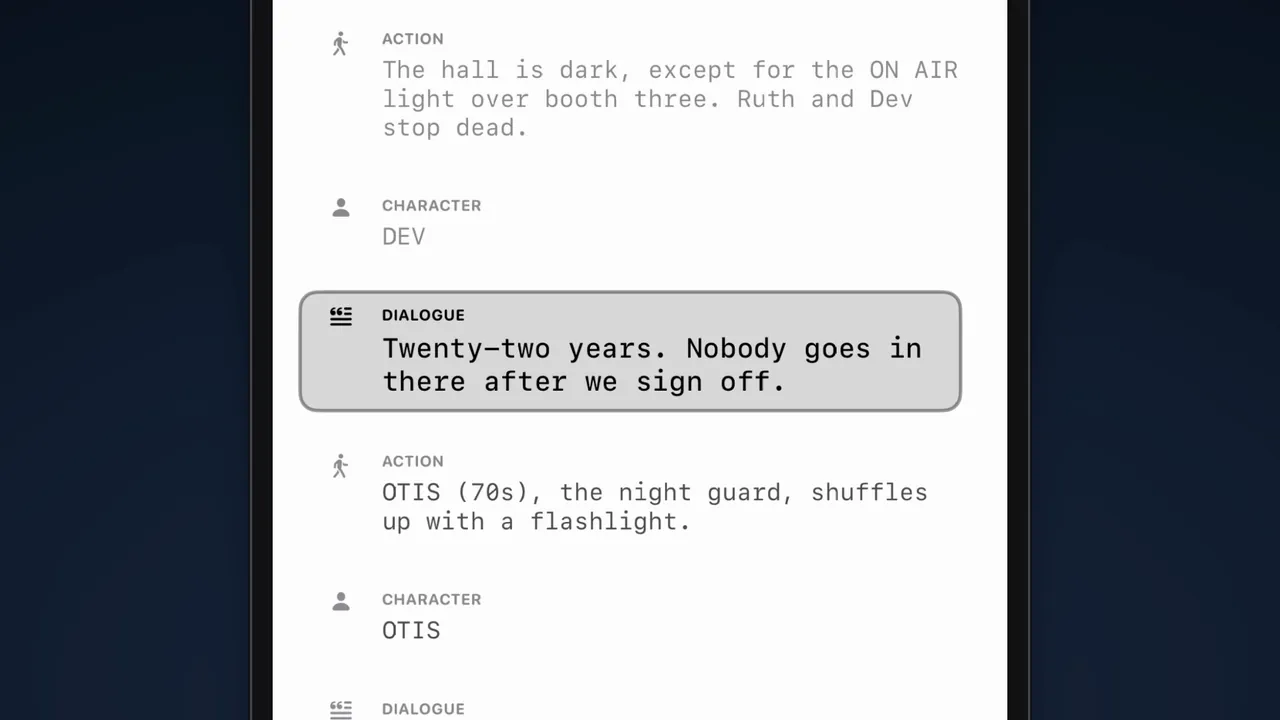 ACTION
The hall is dark, except for the ON AIR
light over booth three. Ruth and Dev
stop dead.
CHARACTER
DEV
DIALOGUE
Twenty-two years. Nobody goes in
there after we sign off.
ACTION
OTIS (70s), the night guard, shuffles
up with a flashlight.
CHARACTER
OTIS
DIALOGUE